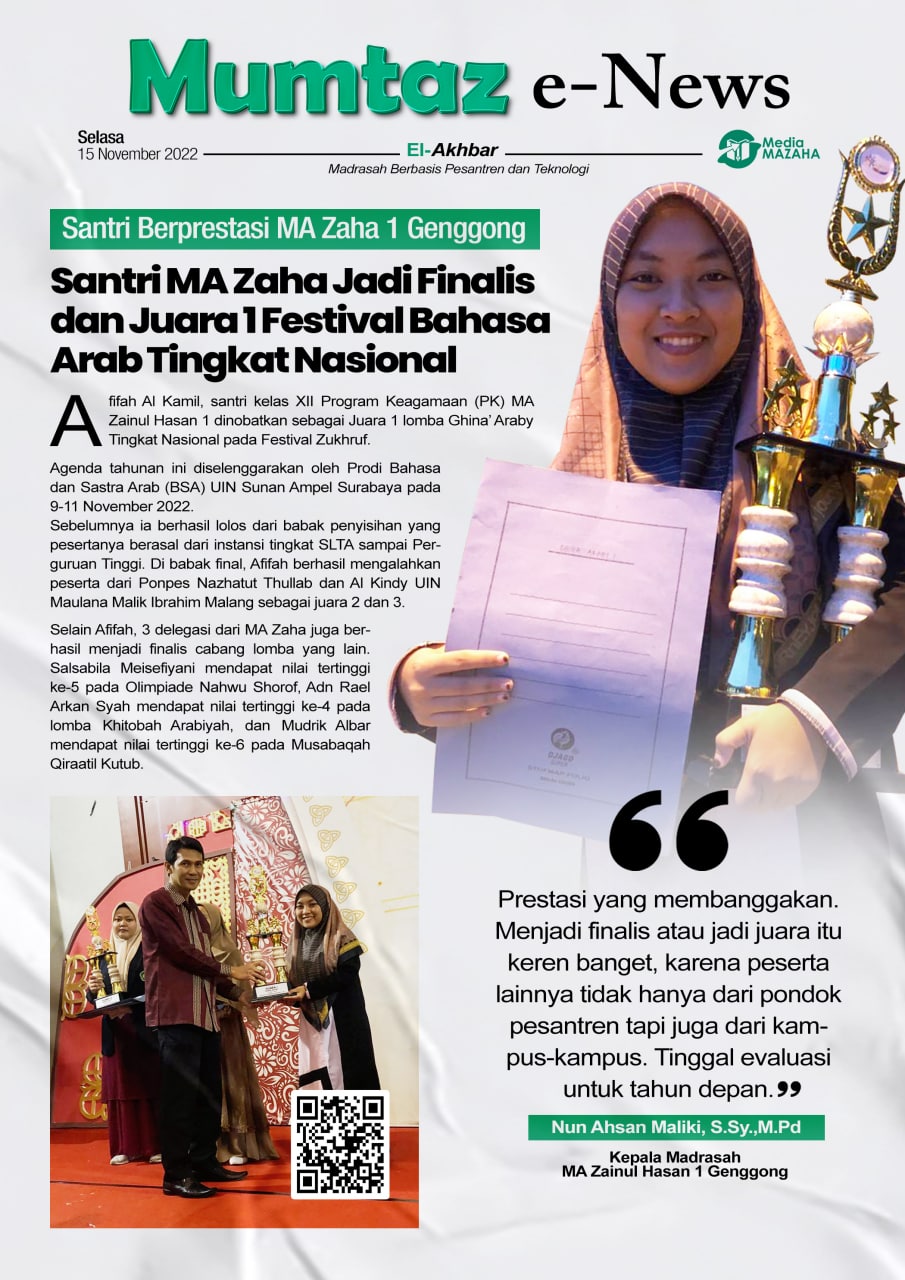 Mumtaz e-News
Selasa
15 November 2022
El-Akhbar
Madrasah Berbasis Pesantren dan Teknologi
Media
MAZAHA
Santri Berprestasi MA Zaha 1 Genggong
Santri MA Zaha Jadi Finalis
dan Juara 1 Festival Bahasa
Arab Tingkat Nasional
Afifah Al Kamil, santri kelas XII Program Keagamaan (PK) MA
Zainul Hasan 1 dinobatkan sebagai Juara 1 lomba Ghina' Araby
Tingkat Nasional pada Festival Zukhruf.
Agenda tahunan ini diselenggarakan oleh Prodi Bahasa
dan Sastra Arab (BSA) UIN Sunan Ampel Surabaya pada
9-11 November 2022.
Sebelumnya ia berhasil lolos dari babak penyisihan yang
pesertanya berasal dari instansi tingkat SLTA sampai Per-
guruan Tinggi. Di babak final, Afifah berhasil mengalahkan
peserta dari Ponpes Nazhatut Thullab dan Al Kindy UIN
Maulana Malik Ibrahim Malang sebagai juara 2 dan 3.
Selain Afifah, 3 delegasi dari MA Zaha juga ber-
hasil menjadi finalis cabang lomba yang lain.
Salsabila Meisefiyani mendapat nilai tertinggi
ke-5 pada Olimpiade Nahwu Shorof, Adn Rael
Arkan Syah mendapat nilai tertinggi ke-4 pada
lomba Khitobah Arabiyah, dan Mudrik Albar
mendapat nilai tertinggi ke-6 pada Musabaqah
Qiraatil Kutub.
“Prestasi yang membanggakan.
Menjadi finalis atau jadi juara itu
keren banget, karena peserta
lainnya tidak hanya dari pondok
pesantren tapi juga dari kam-
pus-kampus. Tinggal evaluasi
untuk tahun depan.”
Nun Ahsan Maliki, S.Sy.,M.Pd
Kepala Madrasah
MA Zainul Hasan 1 Genggong